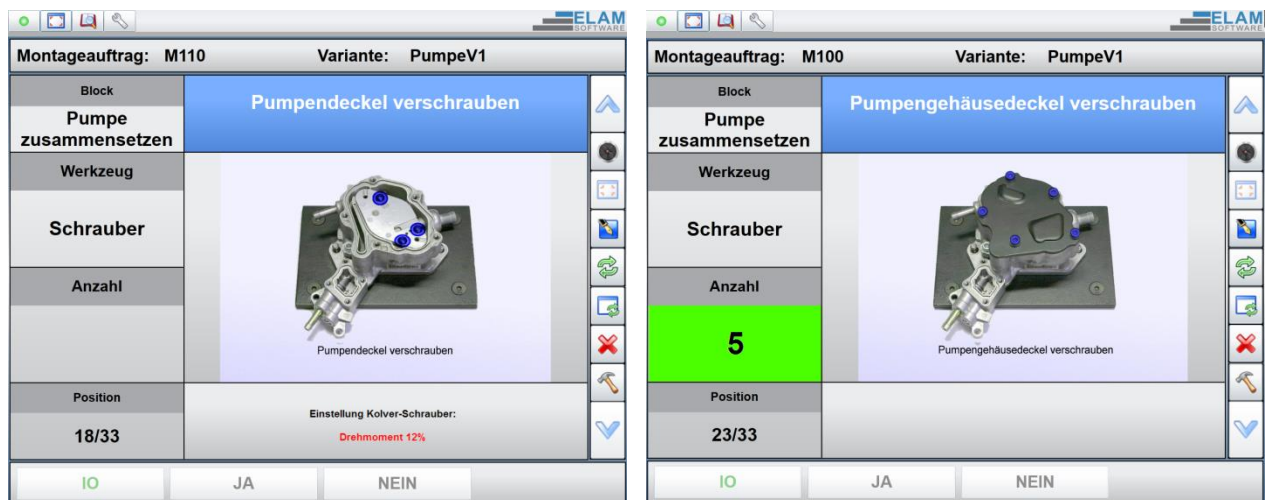 ELAM
SOFTWARE
Montageauftrag: M110 Variante: PumpeV1
Block
Pumpe
zusammensetzen
Pumpendeckel verschrauben
Werkzeug
Schrauber
Anzahl
Pumpendeckel verschrauben
Position
18/33
Einstellung Kolver-Schrauber:
Drehmoment 12%
IO JA NEIN
ELAM
SOFTWARE
Montageauftrag: M100 Variante: PumpeV1
Block
Pumpe
zusammensetzen
Pumpengehäusedeckel verschrauben
Werkzeug
Schrauber
Anzahl
5
Pumpengehäusedeckel verschrauben
Position
23/33
IO JA NEIN